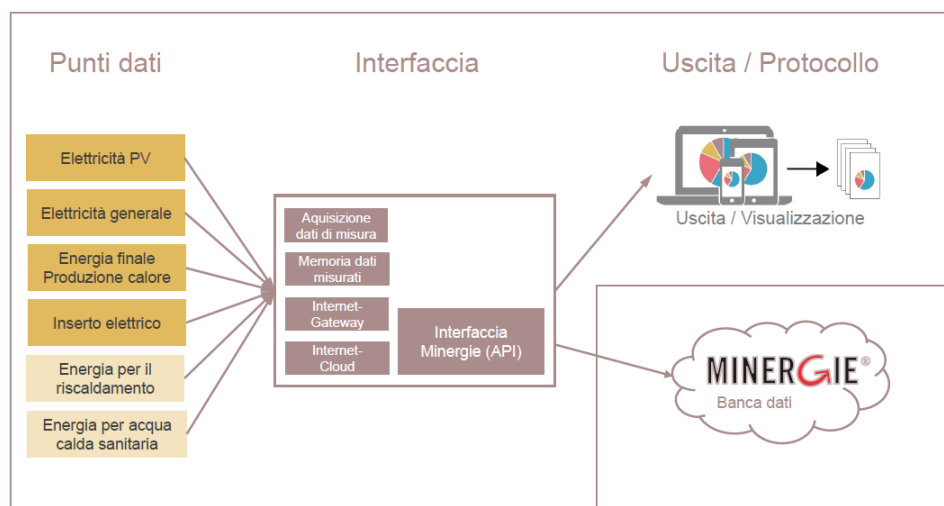 Punti dati
Interfaccia
Uscita / Protocollo
Elettricità PV
Elettricità generale
Energia finale
Produzione calore
Inserto elettrico
Energia per il
riscaldamento
Energia per acqua
calda sanitaria
Aquisizione
dati di misura
Memoria dati
misurati
Internet-
Gateway
Internet-
Cloud
Interfaccia
Minergie (API)
Uscita / Visualizzazione
MINERGIE®
Banca dati